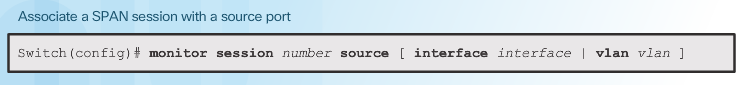 Associate a SPAN session with a source port
Switch(config)# monitor session number source [ interface interface | vlan vlan ]